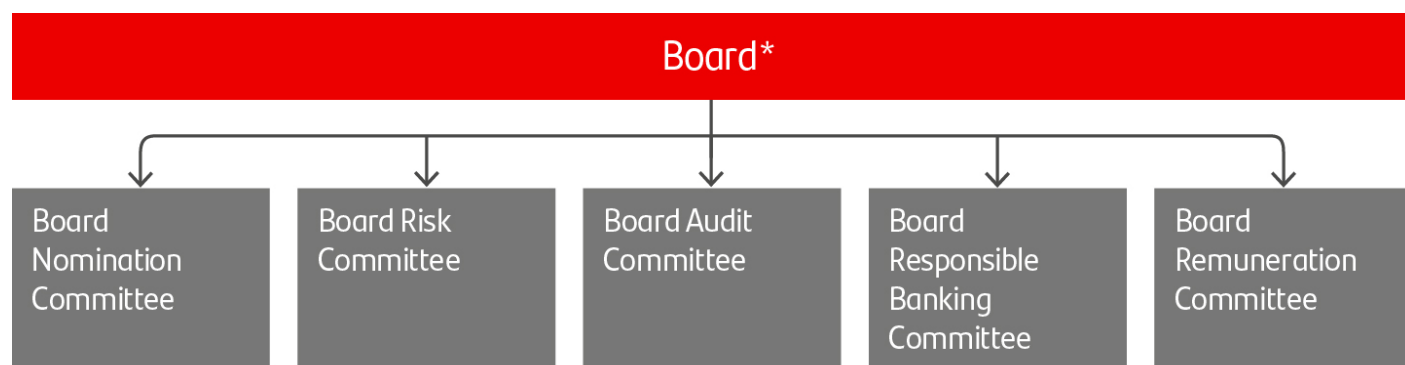 Board*
Board
Nomination
Committee
Board Risk
Committee
Board Audit
Committee
Board
Responsible
Banking
Committee
Board
Remuneration
Committee